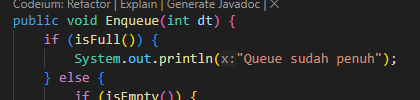 Codeium: Refactor | Explain | Generate Javadoc | ✕
public void Enqueue(int dt) {
if (isFull()) {
System.out.println(x:"Queue sudah penuh");
} else {
if (isEmpty()) {